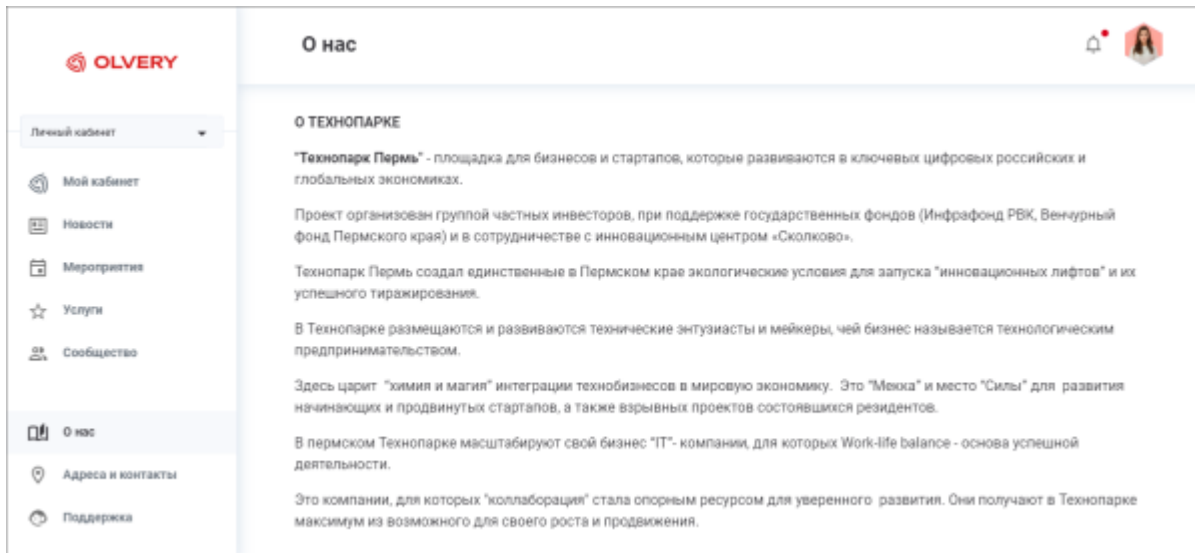 OLVERY
О нас
Личный кабинет
Мой кабинет
Новости
Мероприятия
Услуги
Сообщество
О нас
Адреса и контакты
Поддержка
О ТЕХНОПАРКЕ
"Технопарк Пермь" - площадка для бизнесов и стартапов, которые развиваются в ключевых цифровых российских и
глобальных экономиках.
Проект организован группой частных инвесторов, при поддержке государственных фондов (Инфрафонд РВК, Венчурный
фонд Пермского края) и в сотрудничестве с инновационным центром «Сколково».
Технопарк Пермь создал единственные в Пермском крае экологические условия для запуска "инновационных лифтов" и их
успешного тиражирования.
В Технопарке размещаются и развиваются технические энтузиасты и мейкеры, чей бизнес называется технологическим
предпринимательством.
Здесь царит "химия и магия" интеграции технобизнесов в мировую экономику. Это "Мекка" и место "Силы" для развития
начинающих и продвинутых стартапов, а также взрывных проектов состоявшихся резидентов.
В пермском Технопарке масштабируют свой бизнес "IT"- компании, для которых Work-life balance - основа успешной
деятельности.
Это компании, для которых "коллаборация" стала опорным ресурсом для уверенного развития. Они получают в Технопарке
максимум из возможного для своего роста и продвижения.